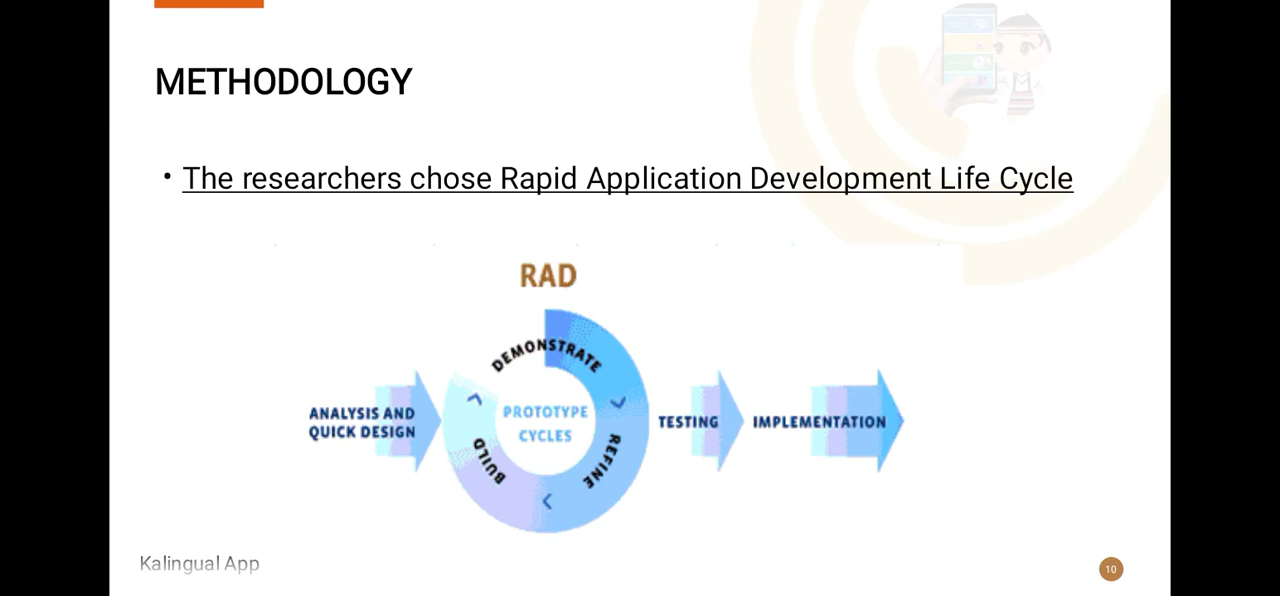 METHODOLOGY
• The researchers chose Rapid Application Development Life Cycle
RAD
DEMONSTRATE
ANALYSIS AND
QUICK DESIGN
PROTOTYPE
CYCLES
BUILD
REFINE
TESTING
IMPLEMENTATION
Kalingual App
10